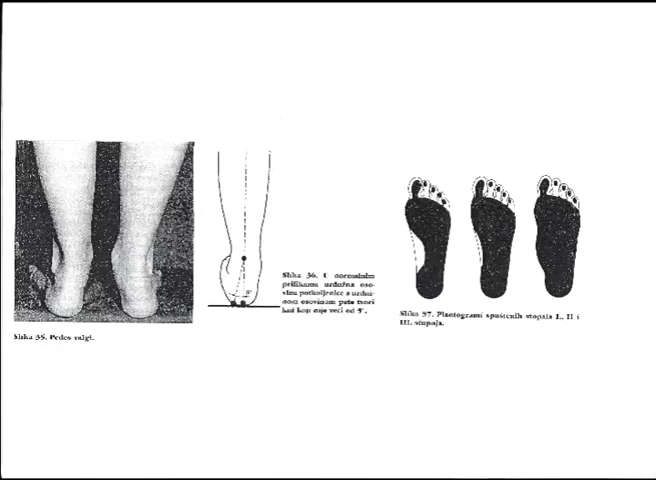 Slika 35. Pedes valgi.
Slika 36. U normalnim
prilikama uzdužna oso-
vina potkoljenice s uzduž-
nom osovinom pete tvori
kut koji nije veći od 5°.
Slika 37. Plantogrami spuštenih stopala I., II i
III. stupnja.